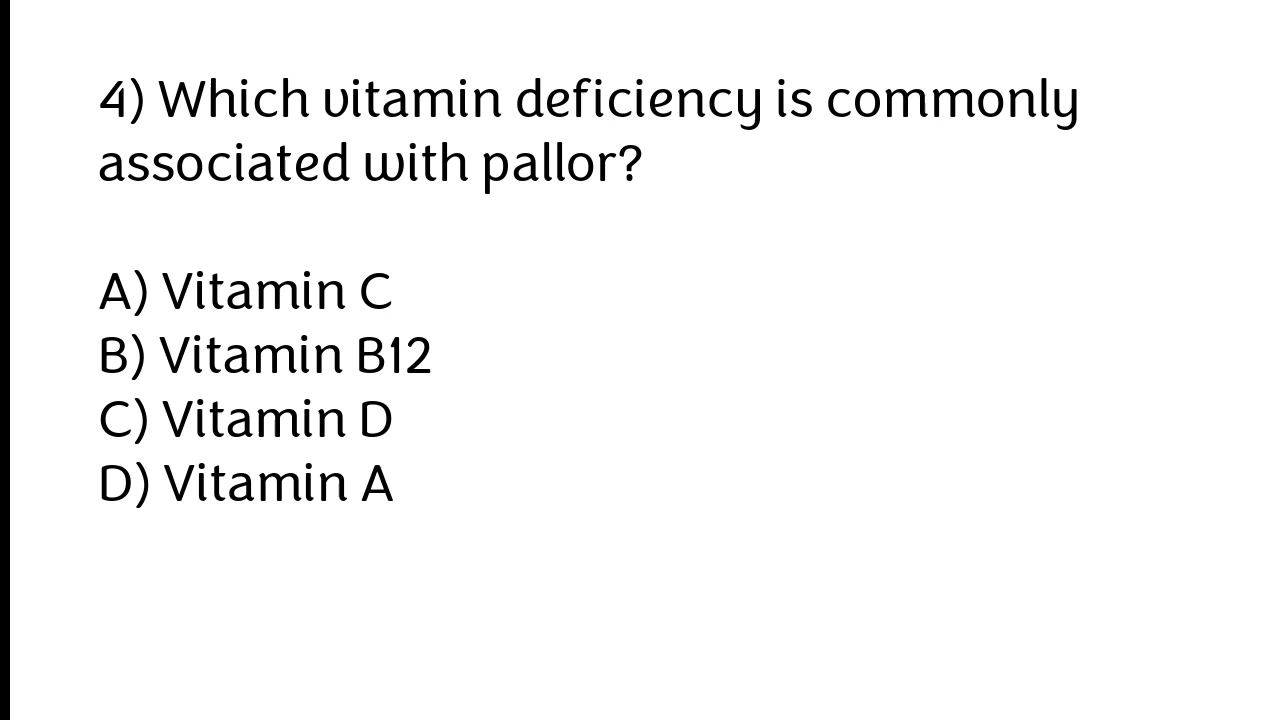 4) Which vitamin deficiency is commonly
associated with pallor?
A) Vitamin C
B) Vitamin B12
C) Vitamin D
D) Vitamin A